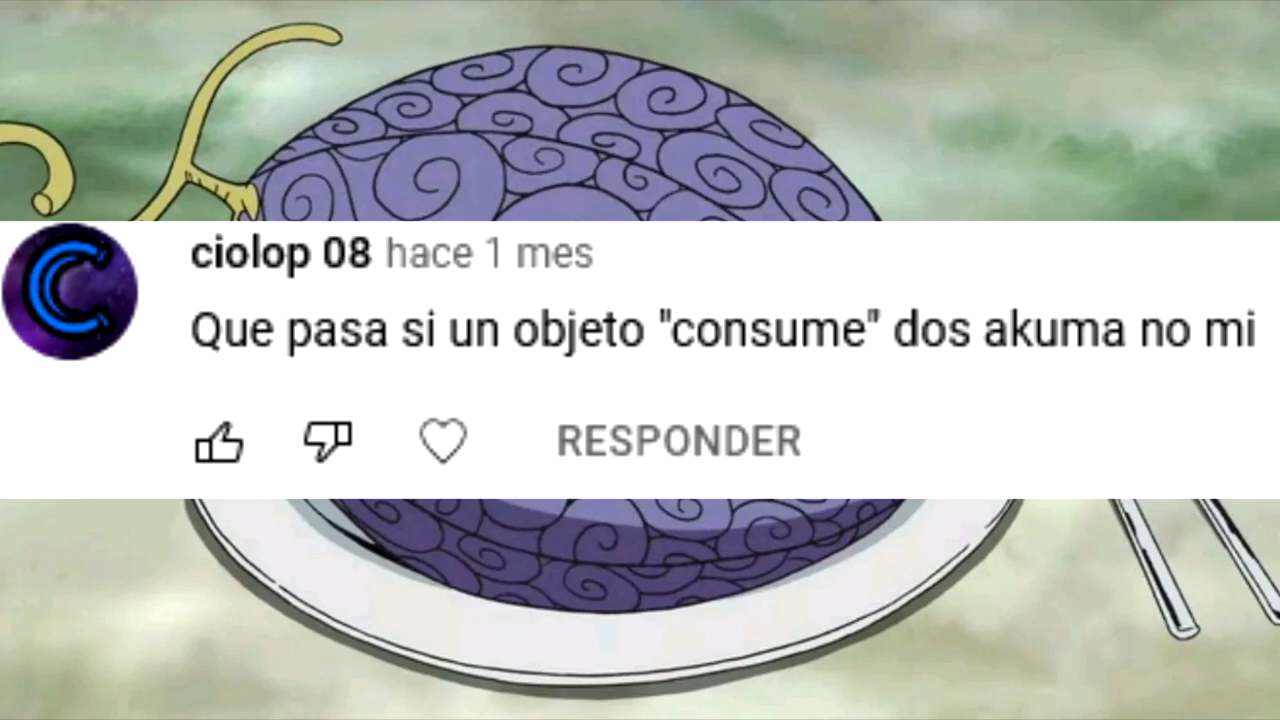 ciolop 08 hace 1 mes
Que pasa si un objeto "consume" dos akuma no mi
RESPONDER